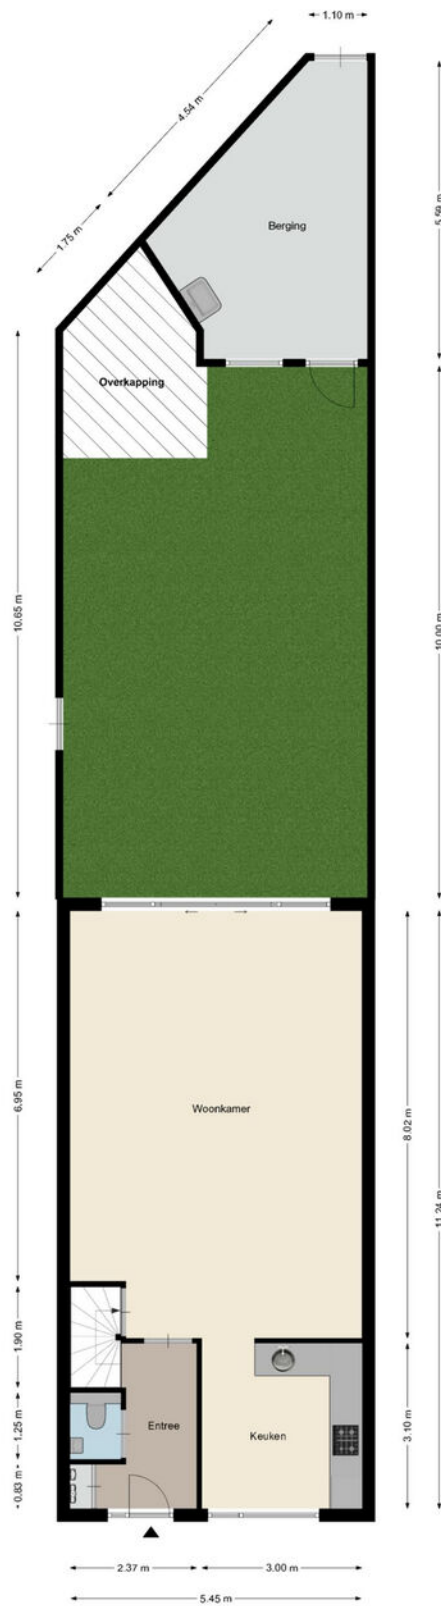 1.10 m
4.54 m
1.75 m
5.59 m
Berging
Overkapping
10.65 m
10.00 m
Woonkamer
6.95 m
8.02 m
11.24 m
1.90 m
1.25 m
0.83 m
Entree
Keuken
3.10 m
2.37 m
3.00 m
5.45 m